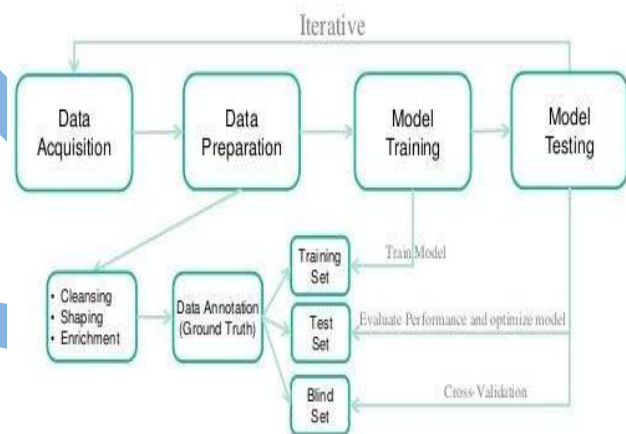 Iterative
Data
Acquisition
Data
Preparation
Model
Training
Model
Testing
Train Model
Training
Set
• Cleansing
• Shaping
• Enrichment
Data Annotation
(Ground Truth)
Test
Set
Evaluate Performance and optimize model
Blind
Set
Cross-Validation